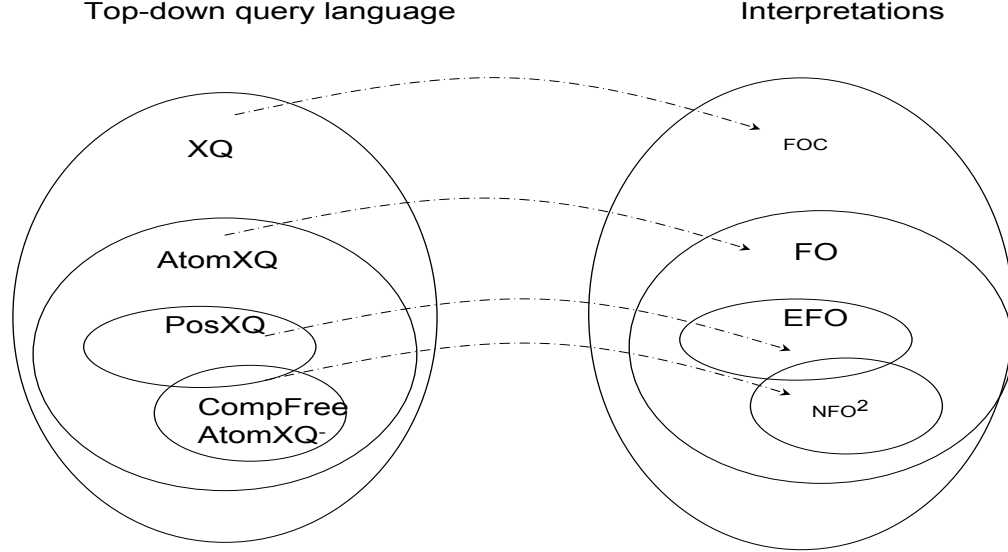 Top-down query language
Interpretations
XQ
FOC
AtomXQ
FO
PosXQ
EFO
CompFree
AtomXQ-
NFO2